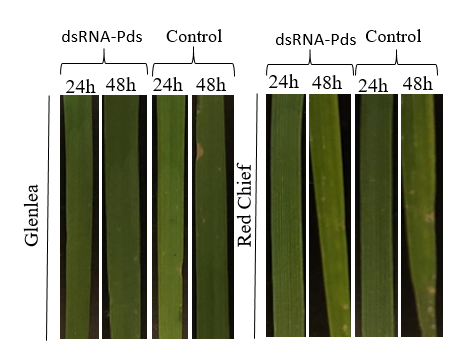 dsRNA-Pds Control
24h 48h 24h 48h
Glenlea
dsRNA-Pds Control
24h 48h 24h 48h
Red Chief